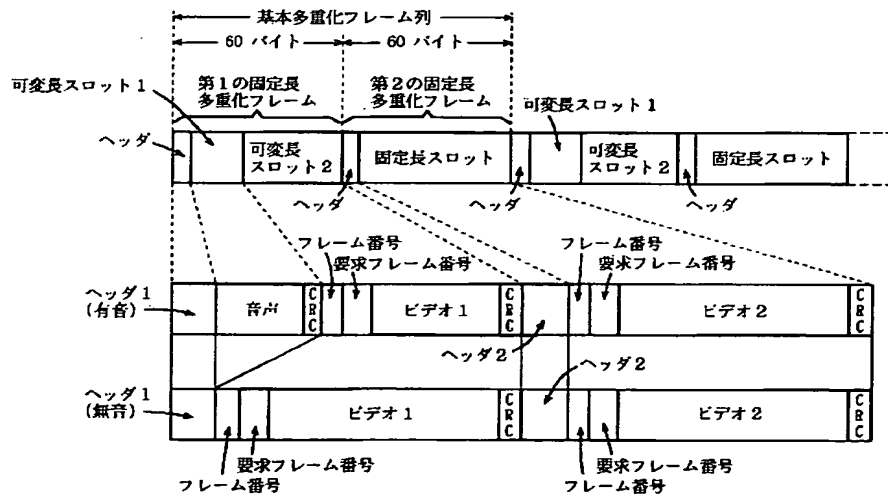 基本多重化フレーム列
60 バイト
60 バイト
第1の固定長
多重化フレーム
第2の固定長
多重化フレーム
可変長スロット1
可変長スロット1
ヘッダ
可変長
スロット2
固定長スロット
可変長
スロット2
固定長スロット
ヘッダ
ヘッダ
ヘッダ
フレーム番号
要求フレーム番号
フレーム番号
要求フレーム番号
ヘッダ1
(有音)
音声
CRC
ビデオ1
CRC
ビデオ2
CRC
ヘッダ2
ヘッダ2
ヘッダ1
(無音)
ビデオ1
CRC
ビデオ2
CRC
要求フレーム番号
フレーム番号
要求フレーム番号
フレーム番号